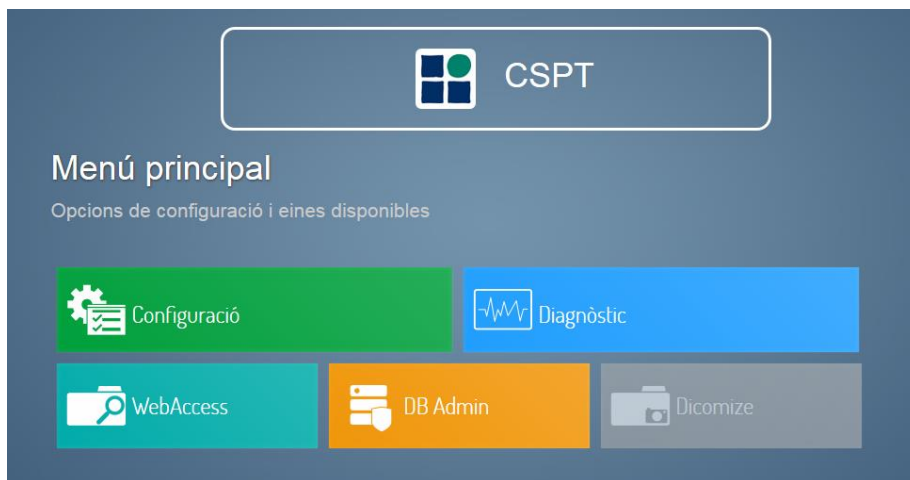 CSPT
Menú principal
Opcions de configuració i eines disponibles
Configuració
Diagnòstic
WebAccess
DB Admin
Dicomize